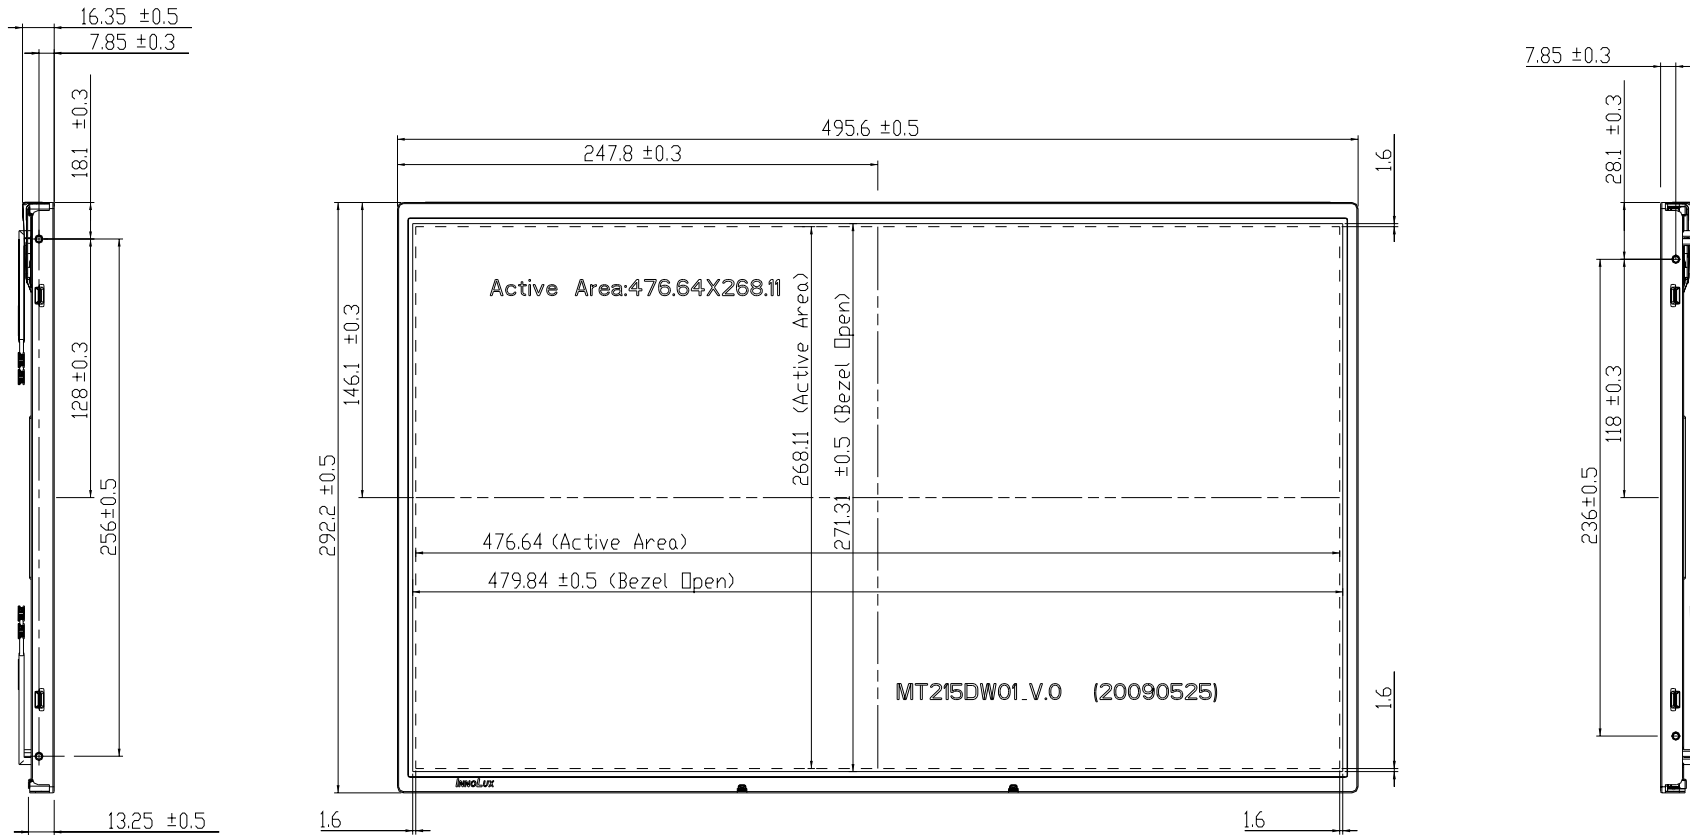 16.35 ±0.5
7.85 ±0.3
18.1 ±0.3
128±0.3
256±0.5
13.25 ±0.5
495.6 ±0.5
247.8 ±0.3
1.6
146.1 ±0.3
292.2 ±0.5
Active Area:476.64X268.11
268.11 (Active Area)
271.31 ±0.5 (Bezel Open)
476.64 (Active Area)
479.84 ±0.5 (Bezel Open)
MT215DW01_V.0 (20090525)
1.6
INNOLUX
1.6
1.6
7.85 ±0.3
28.1 ±0.3
118 ±0.3
236±0.5